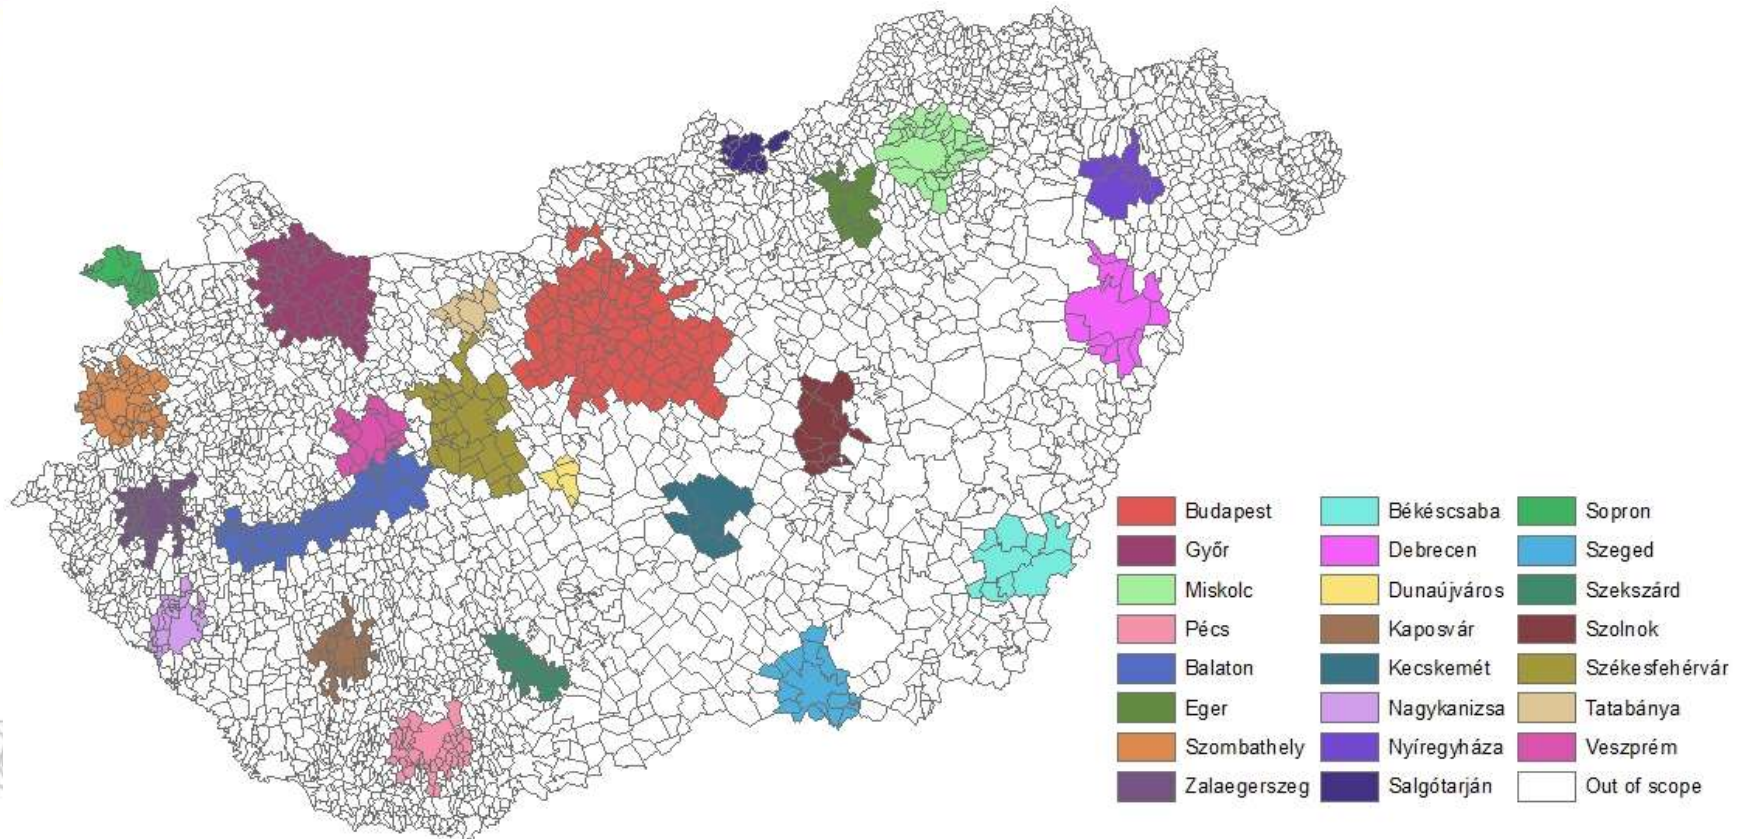 Budapest
Győr
Miskolc
Pécs
Balaton
Eger
Szombathely
Zalaegerszeg
Békéscsaba
Debrecen
Dunaújváros
Kaposvár
Kecskemét
Nagykanizsa
Nyíregyháza
Salgótarján
Sopron
Szeged
Szekszárd
Szolnok
Székesfehérvár
Tatabánya
Veszprém
Out of scope